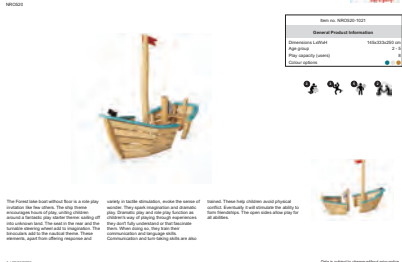 NRO520
Item no. NRO520-1021
General Product Information
Dimensions LxWxH 193x333x250 cm
Age group 2 - 5
Play capacity (users) 8
Colour options
The Forest lake boat without floor is a role play
invitation like few others. The ship theme
encourages hours of play, uniting children
around a fantastic play starter theme: sailing off
into unknown land. The seat in the rear and the
turnable steering wheel add to imagination. The
binoculars add to the nautical theme. These
elements, apart from offering response and
variety in tactile stimulation, evoke the sense of
wonder. They spark imagination and dramatic
play. Dramatic play and role-play function as
children's way of playing through experiences
they don't fully understand or that fascinate
them. When doing so, they train their
communication and language skills.
Communication and turn-taking skills are also
trained. These help children avoid physical
conflict. Eventually it will stimulate the ability to
form friendships. The open sides allow play for
all abilities.